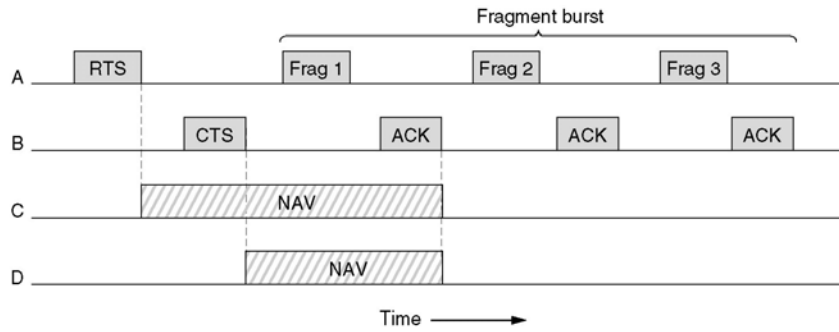 Fragment burst
A RTS Frag 1 Frag 2 Frag 3
B CTS ACK ACK ACK
C NAV
D NAV
Time